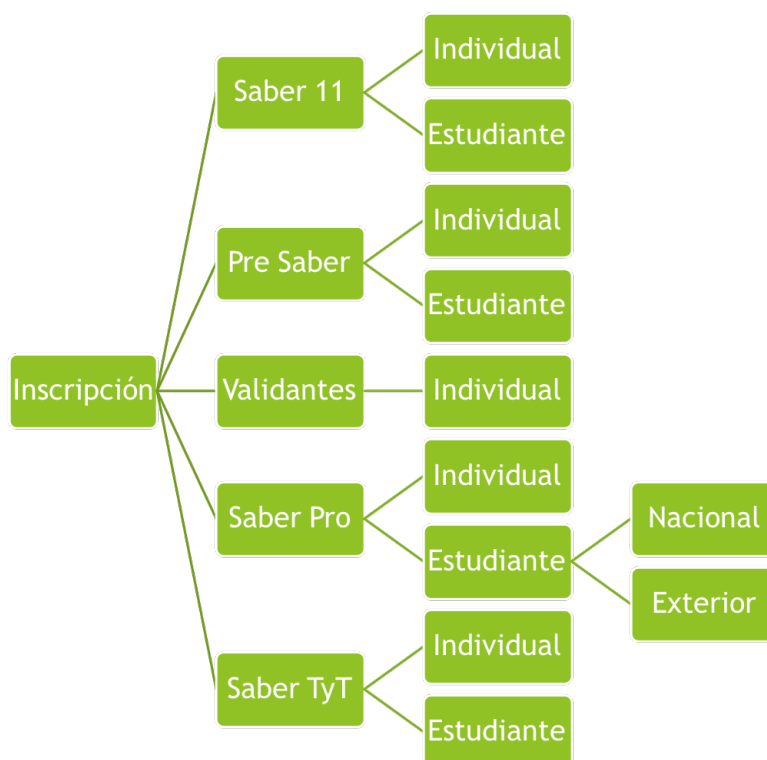 Inscripción
Saber 11
Individual
Estudiante
Pre Saber
Individual
Estudiante
Validantes
Individual
Saber Pro
Individual
Estudiante
Nacional
Exterior
Saber TyT
Individual
Estudiante